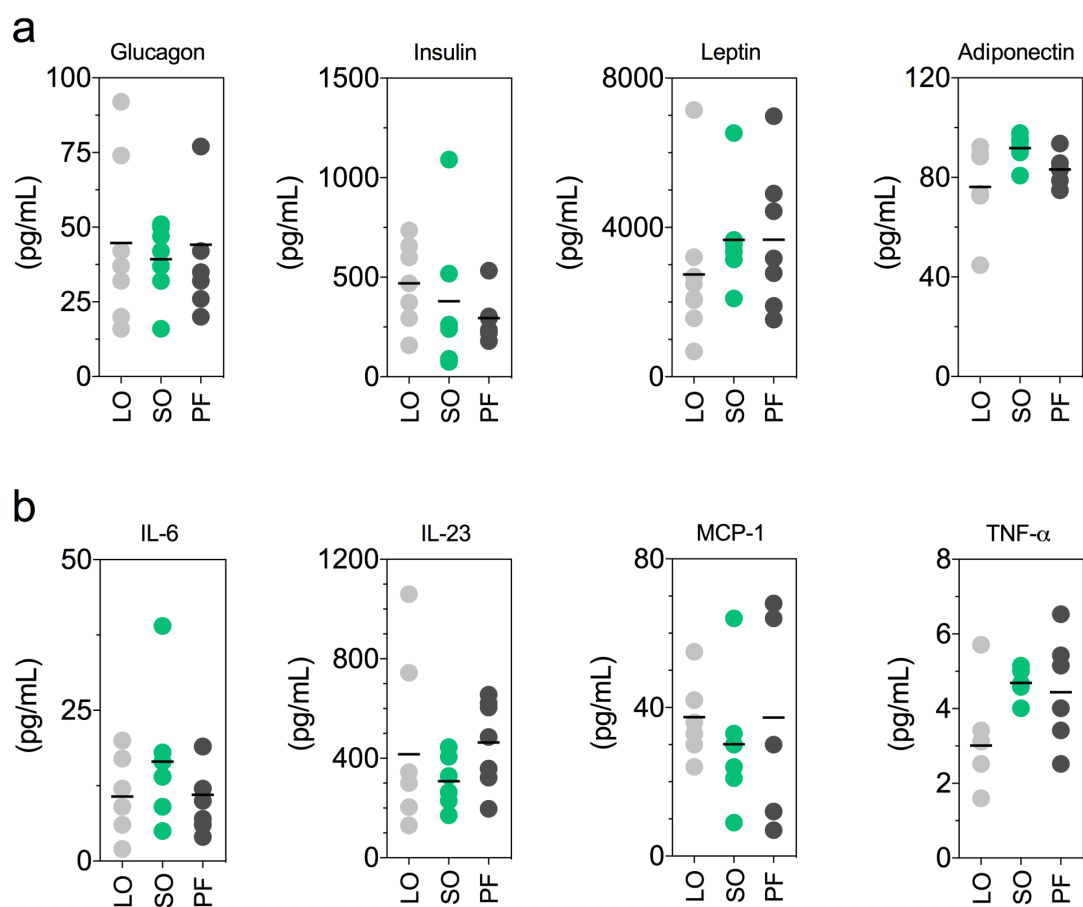 a
Glucagon
100
75
50
25
0
(pg/mL)
LO
SO
PF
Insulin
1500
1000
500
0
(pg/mL)
LO
SO
PF
Leptin
8000
4000
0
(pg/mL)
LO
SO
PF
Adiponectin
120
80
40
0
(pg/mL)
LO
SO
PF
b
IL-6
50
25
0
(pg/mL)
LO
SO
PF
IL-23
1200
800
400
0
(pg/mL)
LO
SO
PF
MCP-1
80
40
0
(pg/mL)
LO
SO
PF
TNF-α
8
6
4
2
0
(pg/mL)
LO
SO
PF